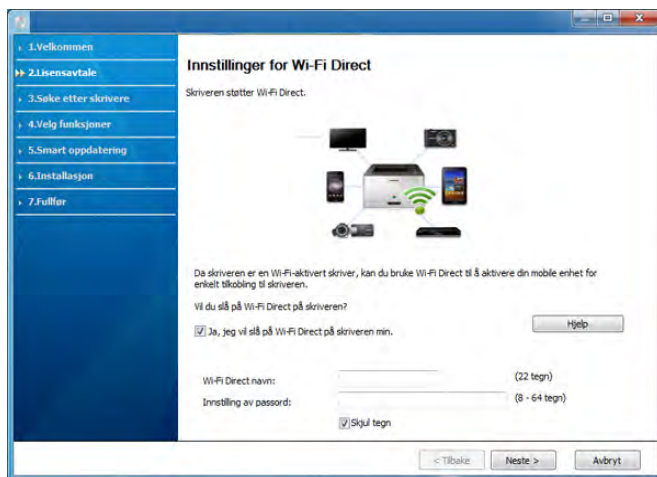 1.Velkommen
2.Lisensavtale
3.Søke etter skrivere
4.Velg funksjoner
5.Smart oppdatering
6.Installasjon
7.Fullfør
Innstillinger for Wi-Fi Direct
Skriveren støtter Wi-Fi Direct.
Da skriveren er en Wi-Fi-aktivert skriver, kan du bruke Wi-Fi Direct til å aktivere din mobile enhet for
enkelt tilkobling til skriveren.
Vil du slå på Wi-Fi Direct på skriveren?
Ja, jeg vil slå på Wi-Fi Direct på skriveren min.
Hjelp
Wi-Fi Direct navn: (22 tegn)
Innstilling av passord: (8 - 64 tegn)
Skjul tegn
< Tilbake Neste > Avbryt